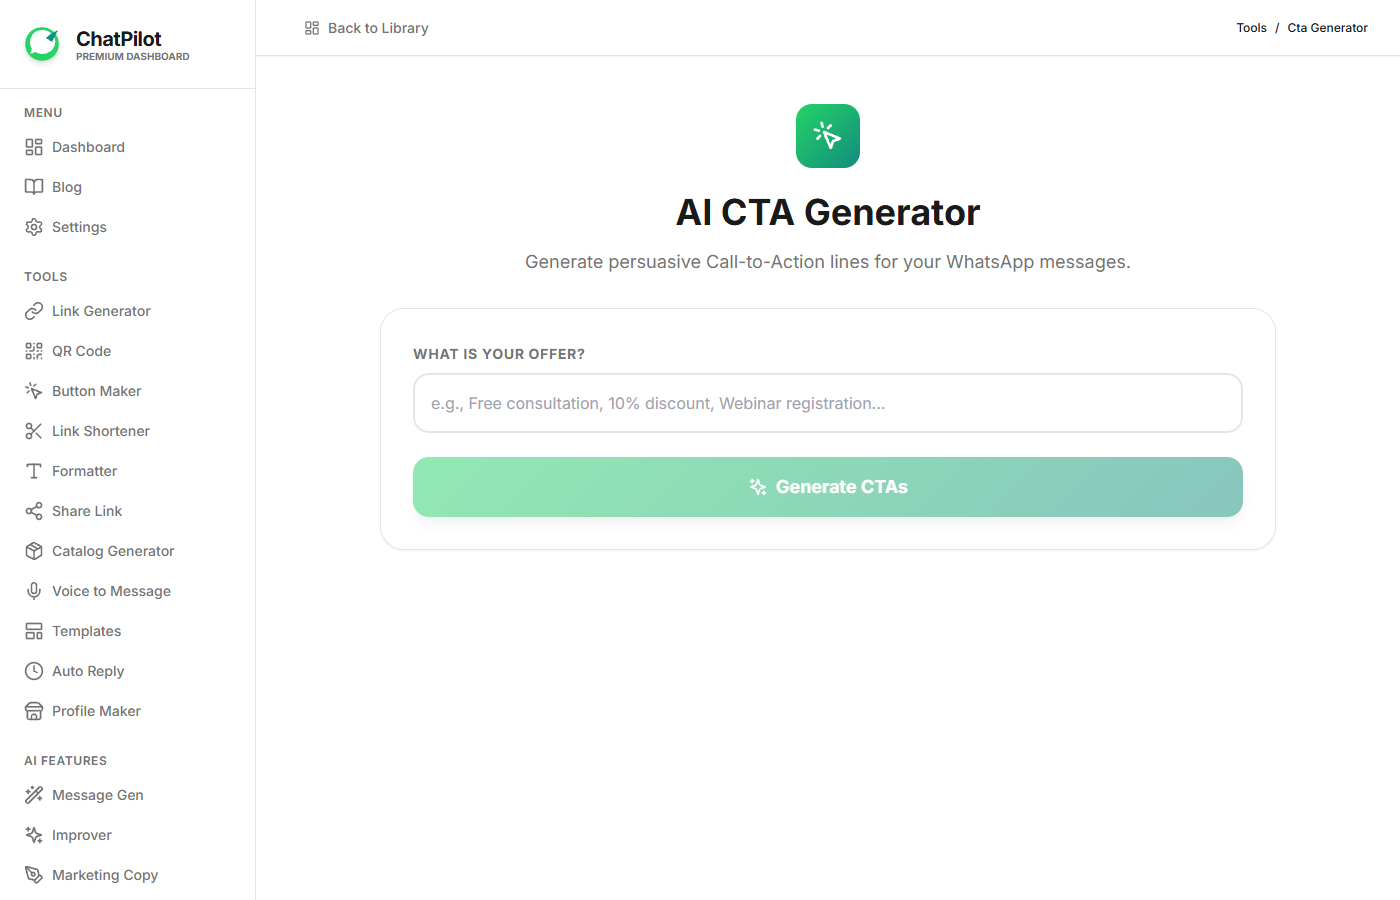 ChatPilot
PREMIUM DASHBOARD
MENU
Dashboard
Blog
Settings
TOOLS
Link Generator
QR Code
Button Maker
Link Shortener
Formatter
Share Link
Catalog Generator
Voice to Message
Templates
Auto Reply
Profile Maker
AI FEATURES
Message Gen
Improver
Marketing Copy
Back to Library
Tools / Cta Generator
AI CTA Generator
Generate persuasive Call-to-Action lines for your WhatsApp messages.
WHAT IS YOUR OFFER?
e.g., Free consultation, 10% discount, Webinar registration...
Generate CTAs